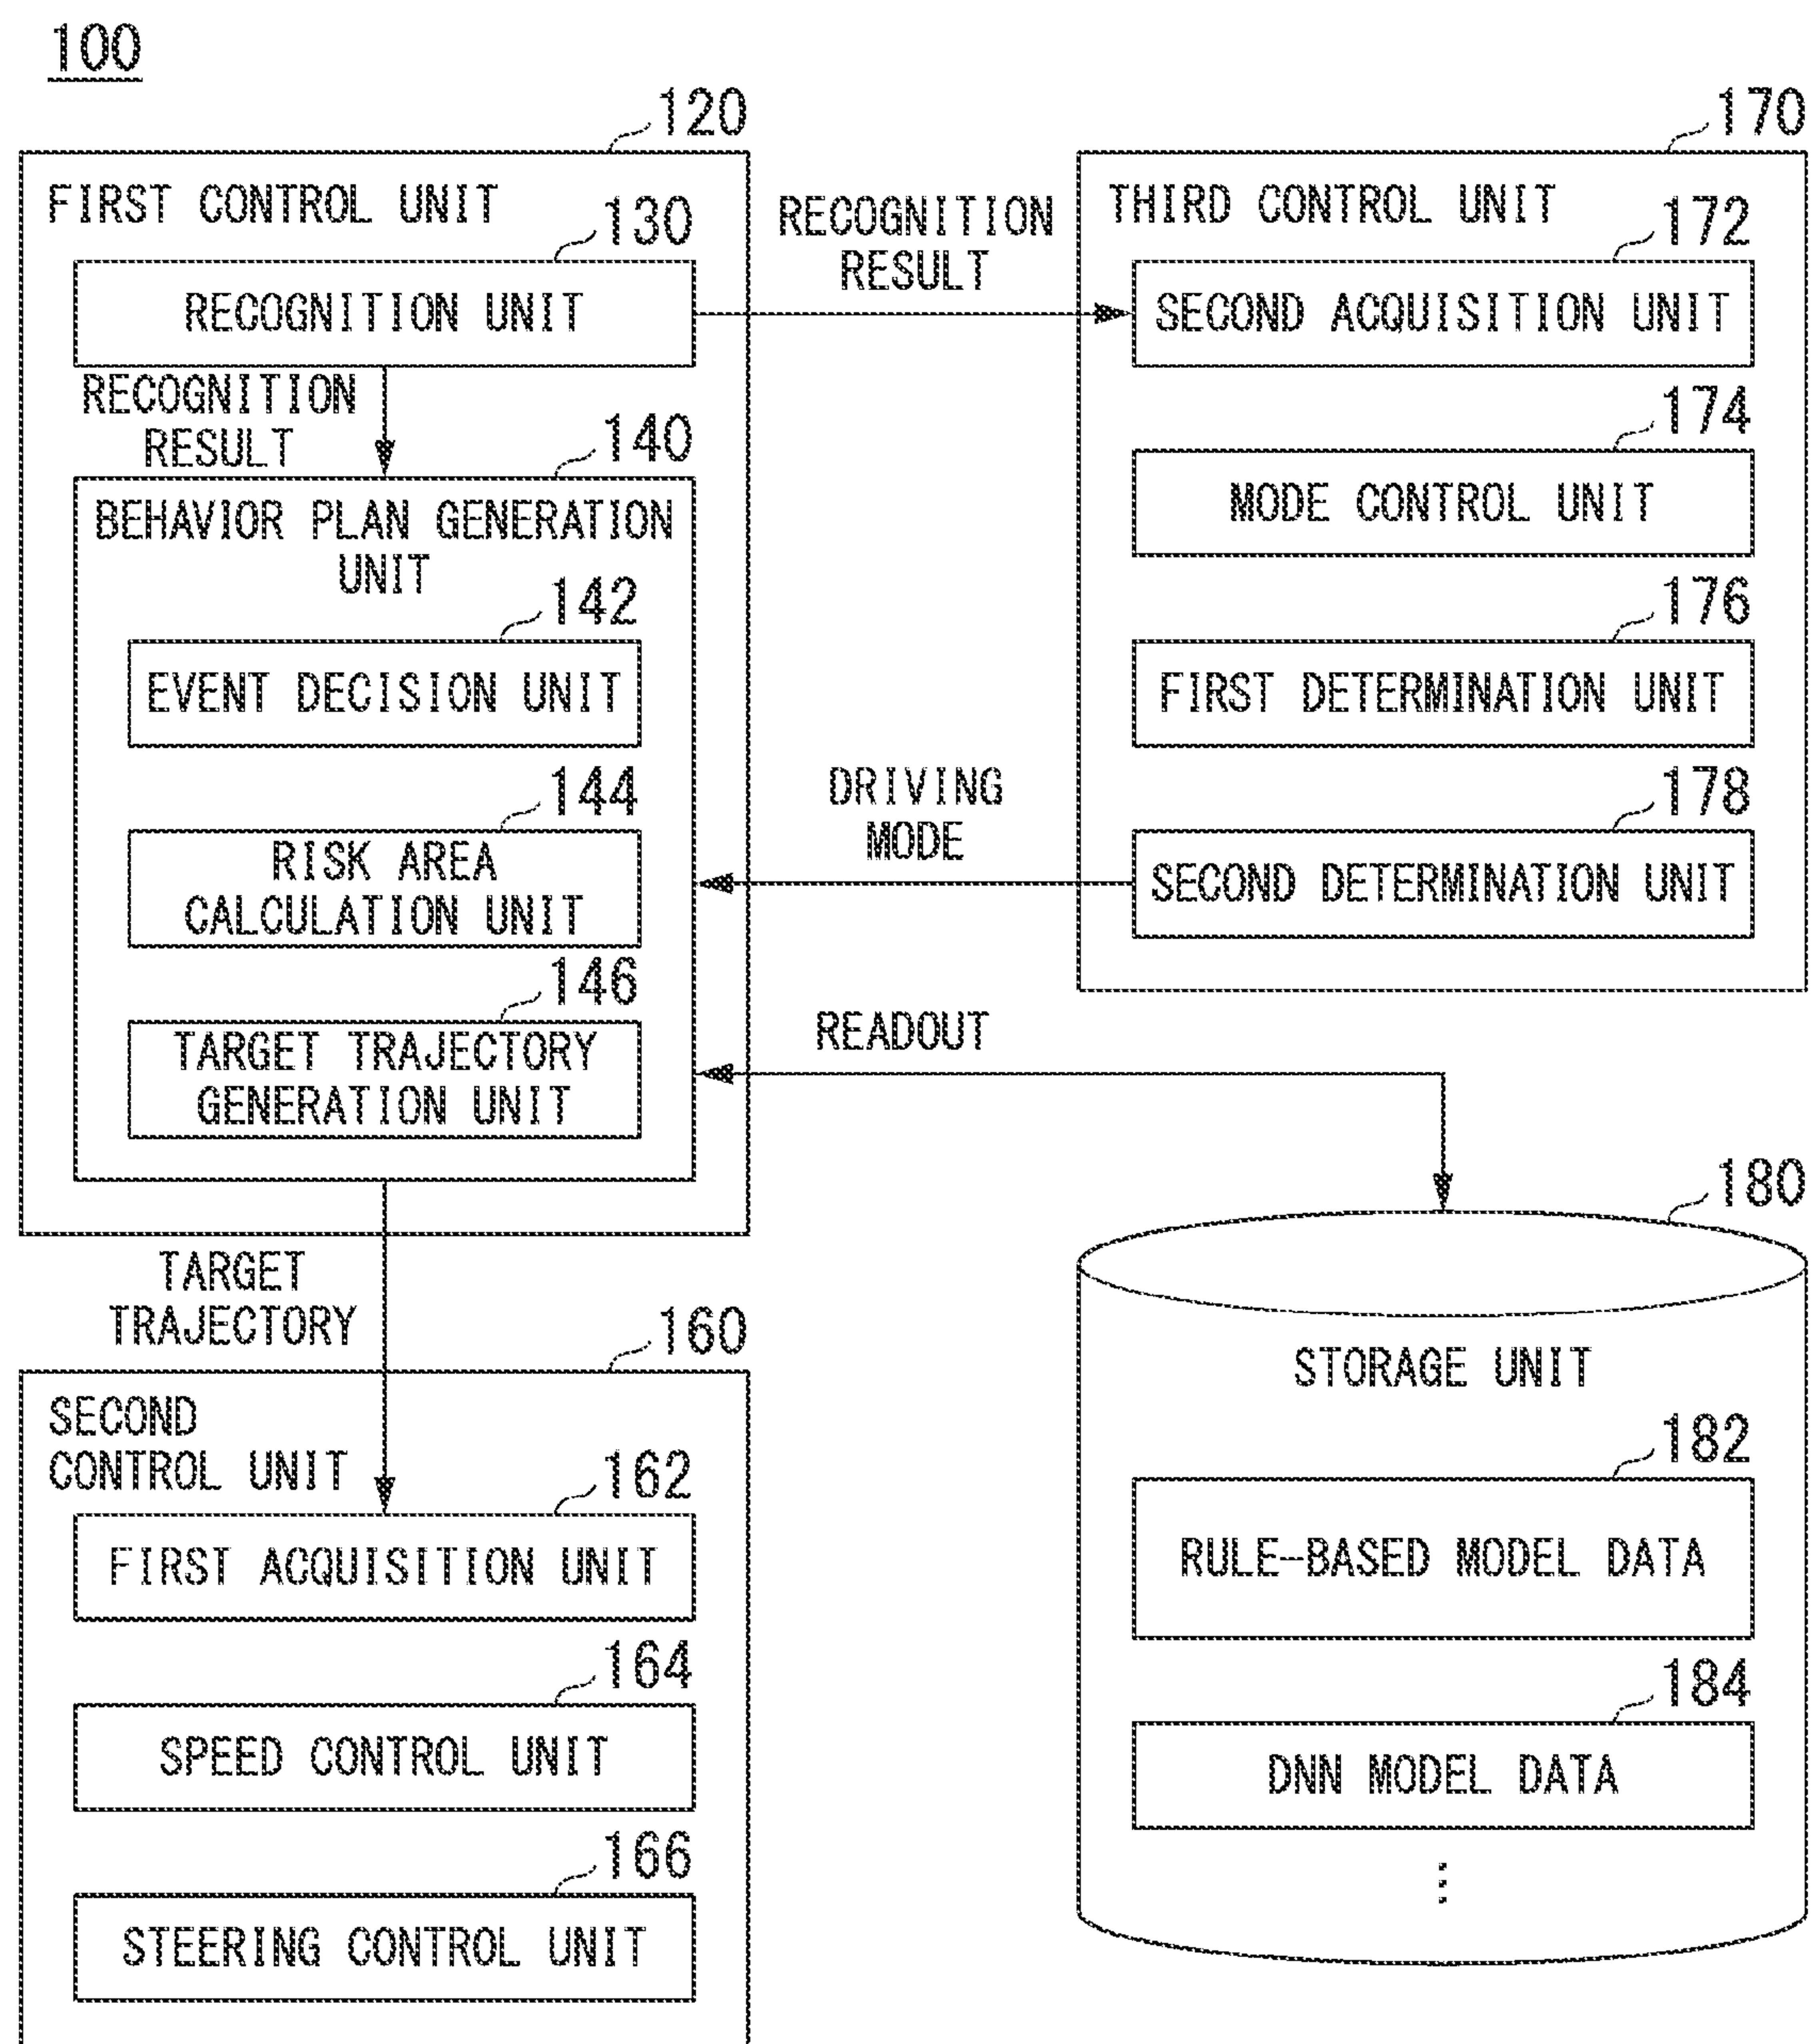 100
120
FIRST CONTROL UNIT
130
RECOGNITION UNIT
RECOGNITION
RESULT
140
BEHAVIOR PLAN GENERATION
UNIT
142
EVENT DECISION UNIT
144
RISK AREA
CALCULATION UNIT
146
TARGET TRAJECTORY
GENERATION UNIT
RECOGNITION
RESULT
DRIVING
MODE
READOUT
170
THIRD CONTROL UNIT
172
SECOND ACQUISITION UNIT
174
MODE CONTROL UNIT
176
FIRST DETERMINATION UNIT
178
SECOND DETERMINATION UNIT
TARGET
TRAJECTORY
160
SECOND
CONTROL UNIT
162
FIRST ACQUISITION UNIT
164
SPEED CONTROL UNIT
166
STEERING CONTROL UNIT
180
STORAGE UNIT
182
RULE-BASED MODEL DATA
184
DNN MODEL DATA
⋮